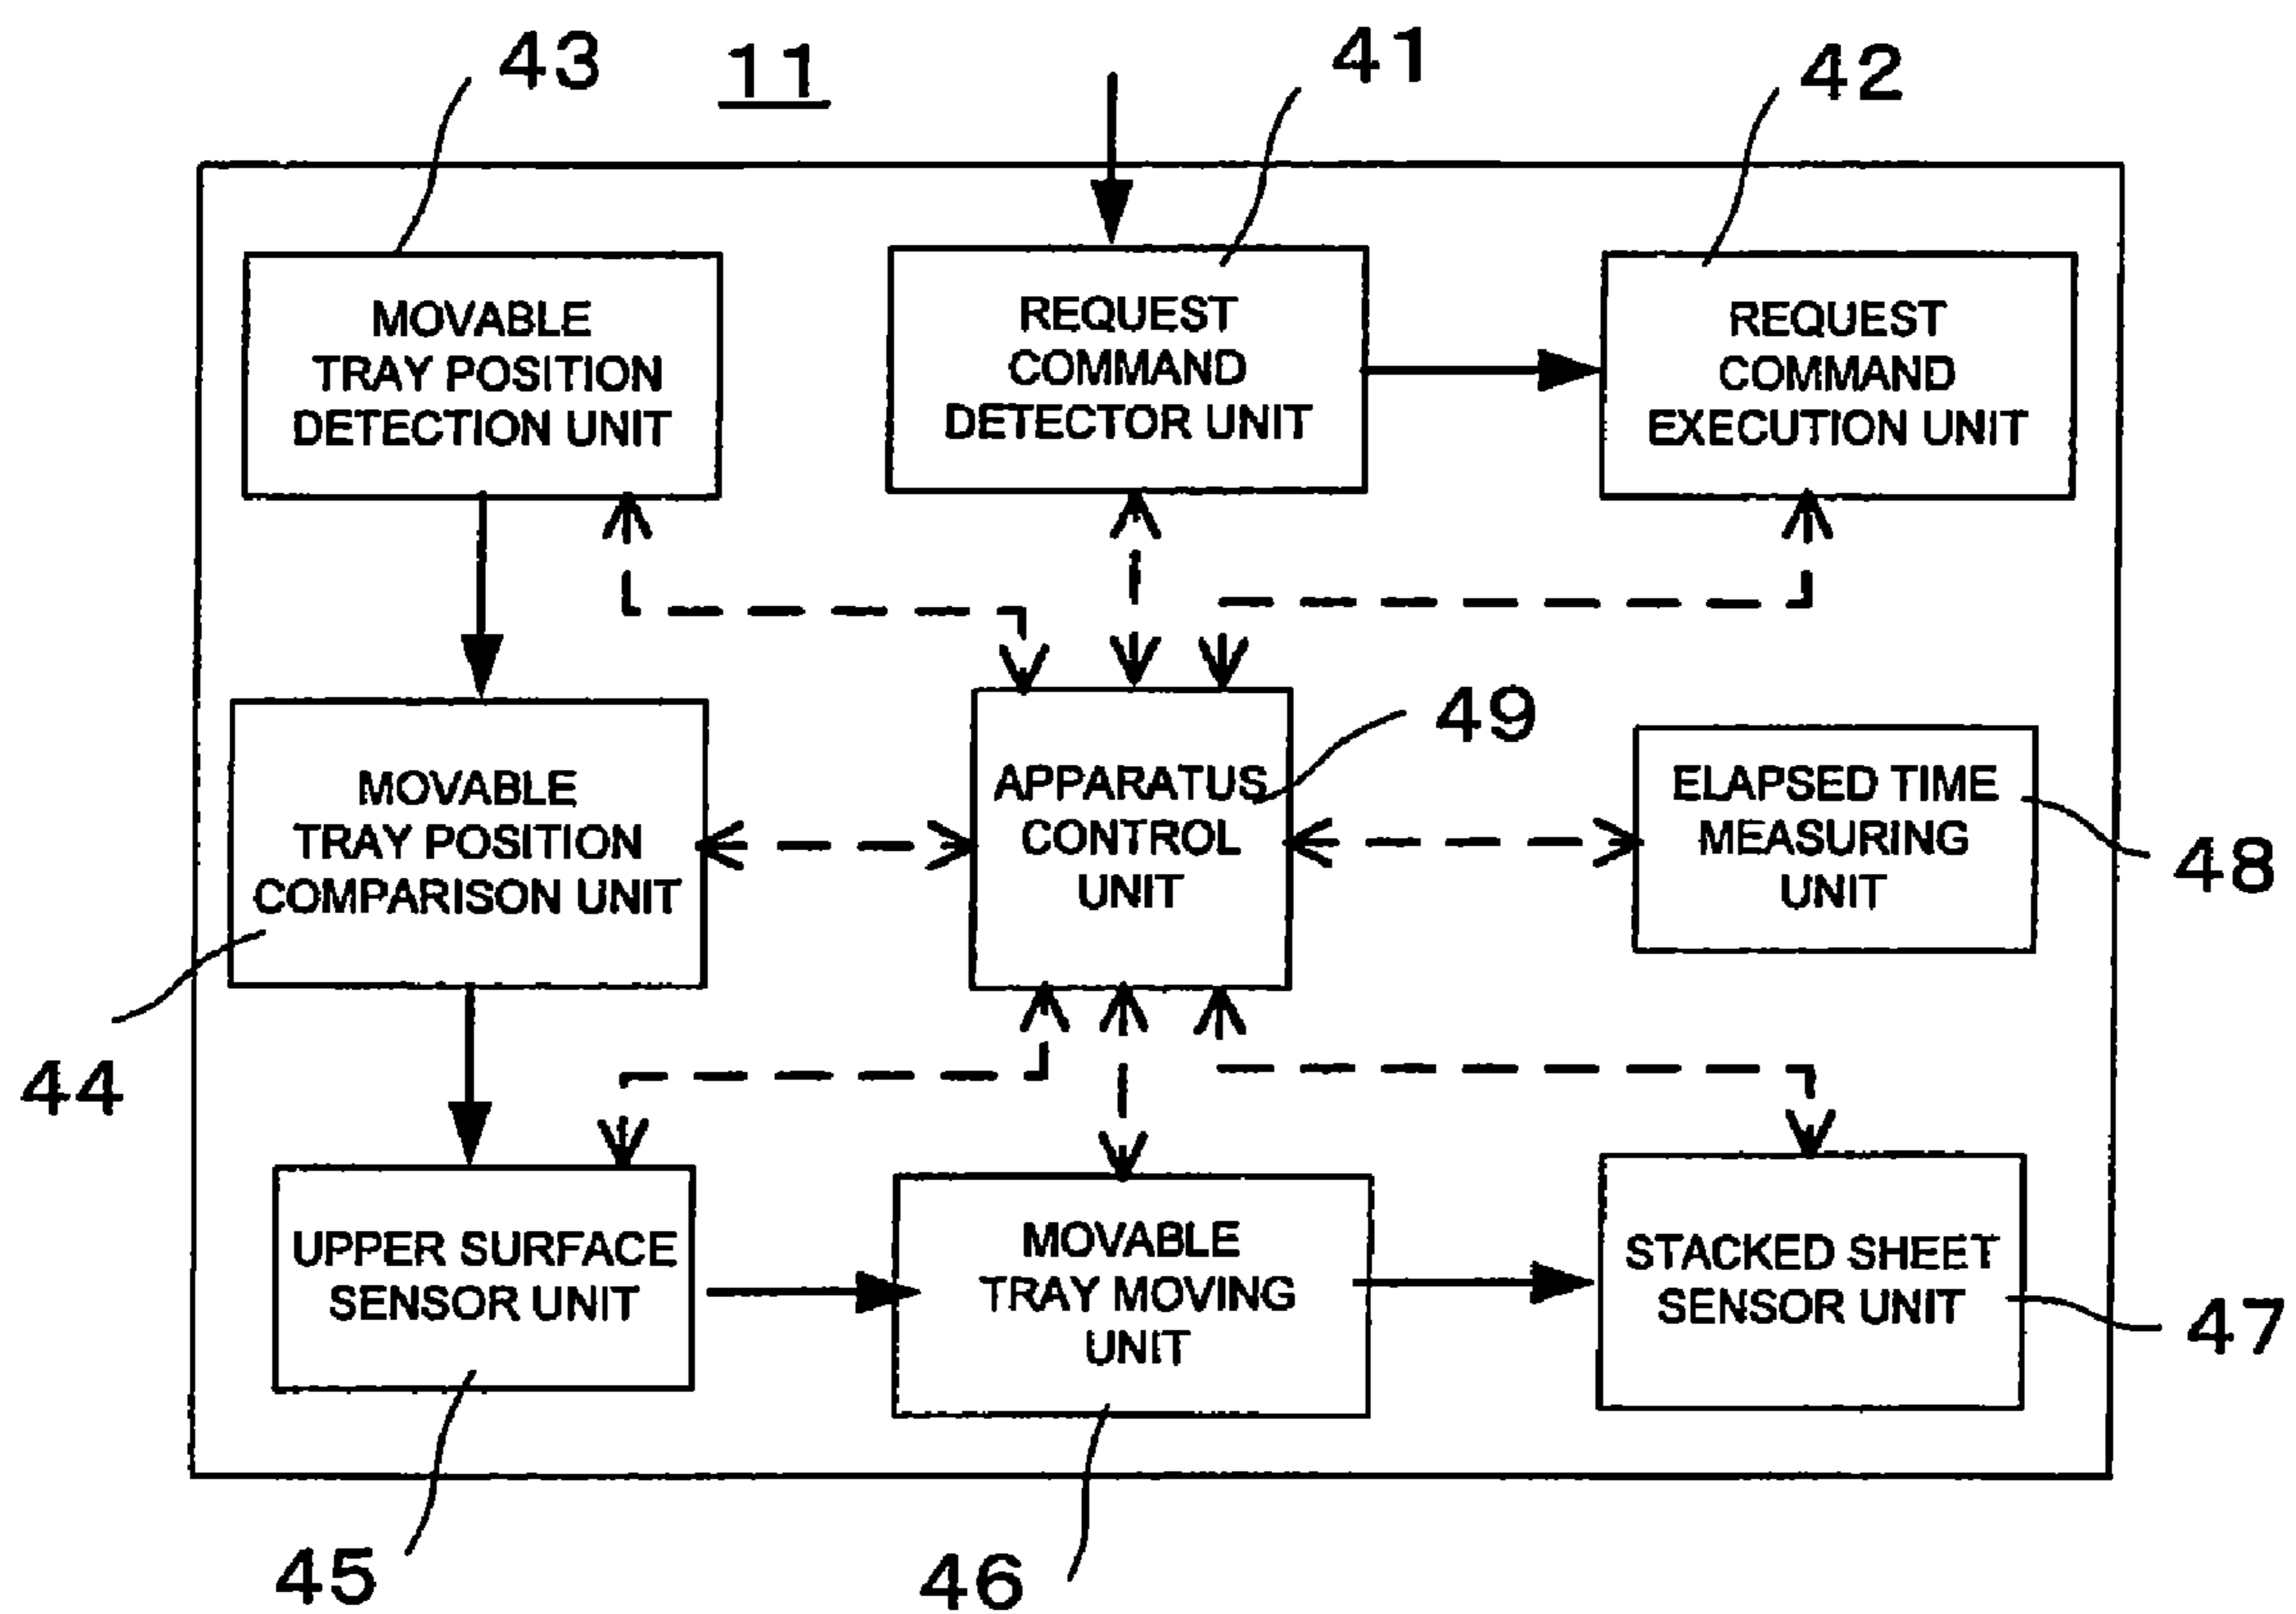 43
11
41
42
MOVABLE
TRAY POSITION
DETECTION UNIT
REQUEST
COMMAND
DETECTOR UNIT
REQUEST
COMMAND
EXECUTION UNIT
MOVABLE
TRAY POSITION
COMPARISON UNIT
44
APPARATUS
CONTROL
UNIT
49
ELAPSED TIME
MEASURING
UNIT
48
UPPER SURFACE
SENSOR UNIT
45
MOVABLE
TRAY MOVING
UNIT
46
STACKED SHEET
SENSOR UNIT
47